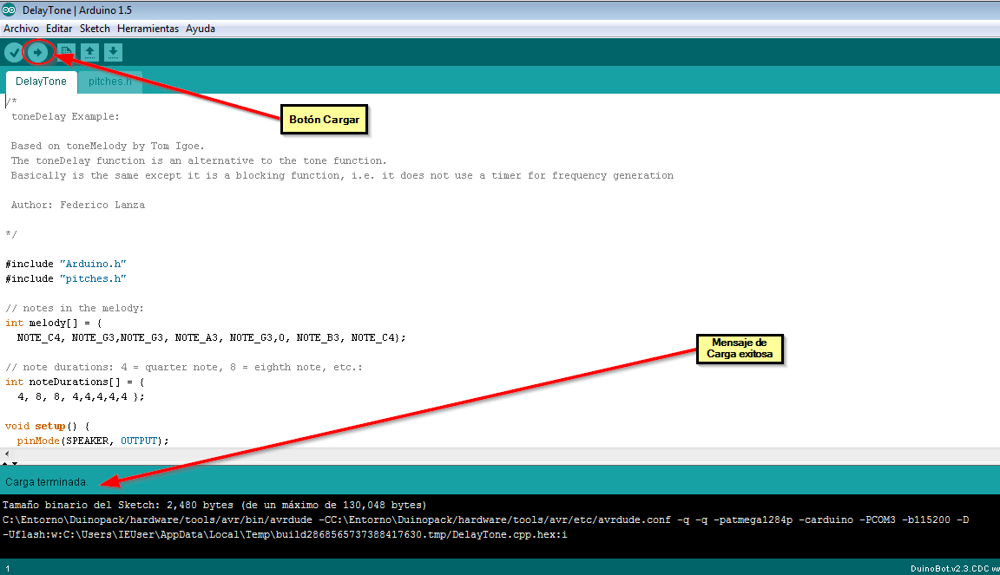 DelayTone | Arduino 1.5
Archivo Editar Sketch Herramientas Ayuda
DelayTone pitches.h
/*
toneDelay Example:
Botón Cargar
Based on toneMelody by Tom Igoe.
The toneDelay function is an alternative to the tone function.
Basically is the same except it is a blocking function, i.e. it does not use a timer for frequency generation
Author: Federico Lanza
*/
#include "Arduino.h"
#include "pitches.h"
// notes in the melody:
int melody[] = {
NOTE_C4, NOTE_G3,NOTE_G3, NOTE_A3, NOTE_G3,0, NOTE_B3, NOTE_C4};
Mensaje de
Carga exitosa
// note durations: 4 = quarter note, 8 = eighth note, etc.:
int noteDurations[] = {
4, 8, 8, 4,4,4,4,4 };
void setup() {
pinMode(SPEAKER, OUTPUT);
Carga terminada.
Tamaño binario del Sketch: 2,480 bytes (de un máximo de 130,048 bytes)
C:\Entorno\Duinopack/hardware/tools/avr/bin/avrdude -CC:\Entorno\Duinopack/hardware/tools/avr/etc/avrdude.conf -q -q -patmega1284p -carduino -PCOM3 -b115200 -D
-Uflash:w:C:\Users\IEUser\AppData\Local\Temp\build2868565737388417630.tmp/DelayTone.cpp.hex:i
1 DuinoBot.v2.3.CDC